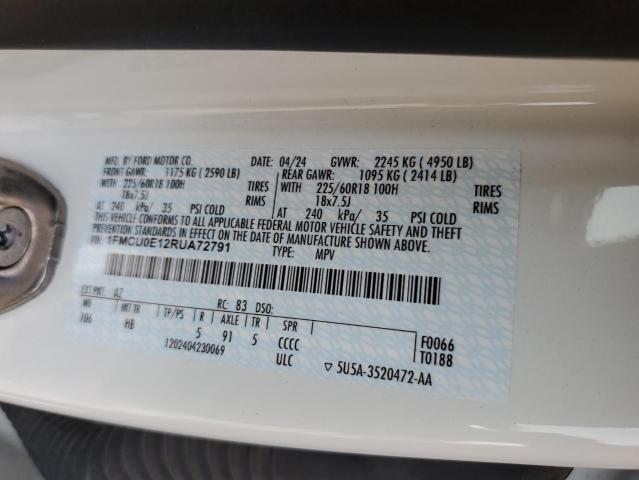 MFD. BY FORD MOTOR CO. 04/24 GVWR: 2245 KG ( 4950 LB)
FRONT GAWR: 1175 KG ( 2590 LB) REAR GAWR: 1095 KG ( 2414 LB)
WITH 225/60R18 100H TIRES WITH 225/60R18 100H TIRES
18x7.5J RIMS 18x7.5J RIMS
AT 240 kPa/ 35 PSI COLD AT 240 kPa/ 35 PSI COLD
THIS VEHICLE CONFORMS TO ALL APPLICABLE FEDERAL MOTOR VEHICLE SAFETY AND THEFT
PREVENTION STANDARDS IN EFFECT ON THE DATE OF MANUFACTURE SHOWN ABOVE.
VIN: 1FMCU0E12RUA72791
TYPE: MPV
EXT PNT: AZ RC: 83 DSO:
WB INT TR TP/PS R AXLE TR SPR
106 HB 5 91 5 CCCC
F0066
T0188
1202404230069 ULC
▽ 5U5A-3520472-AA